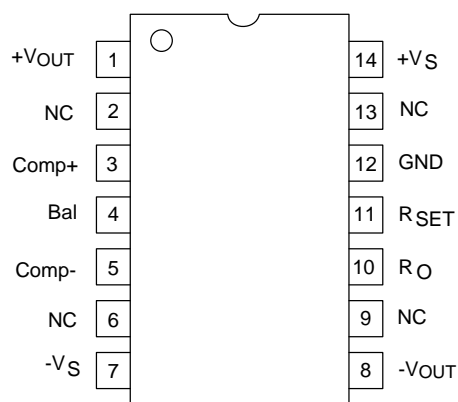 +VOUT 1 14 +VS
NC 2 13 NC
Comp+ 3 12 GND
Bal 4 11 RSET
Comp- 5 10 RO
NC 6 9 NC
-VS 7 8 -VOUT